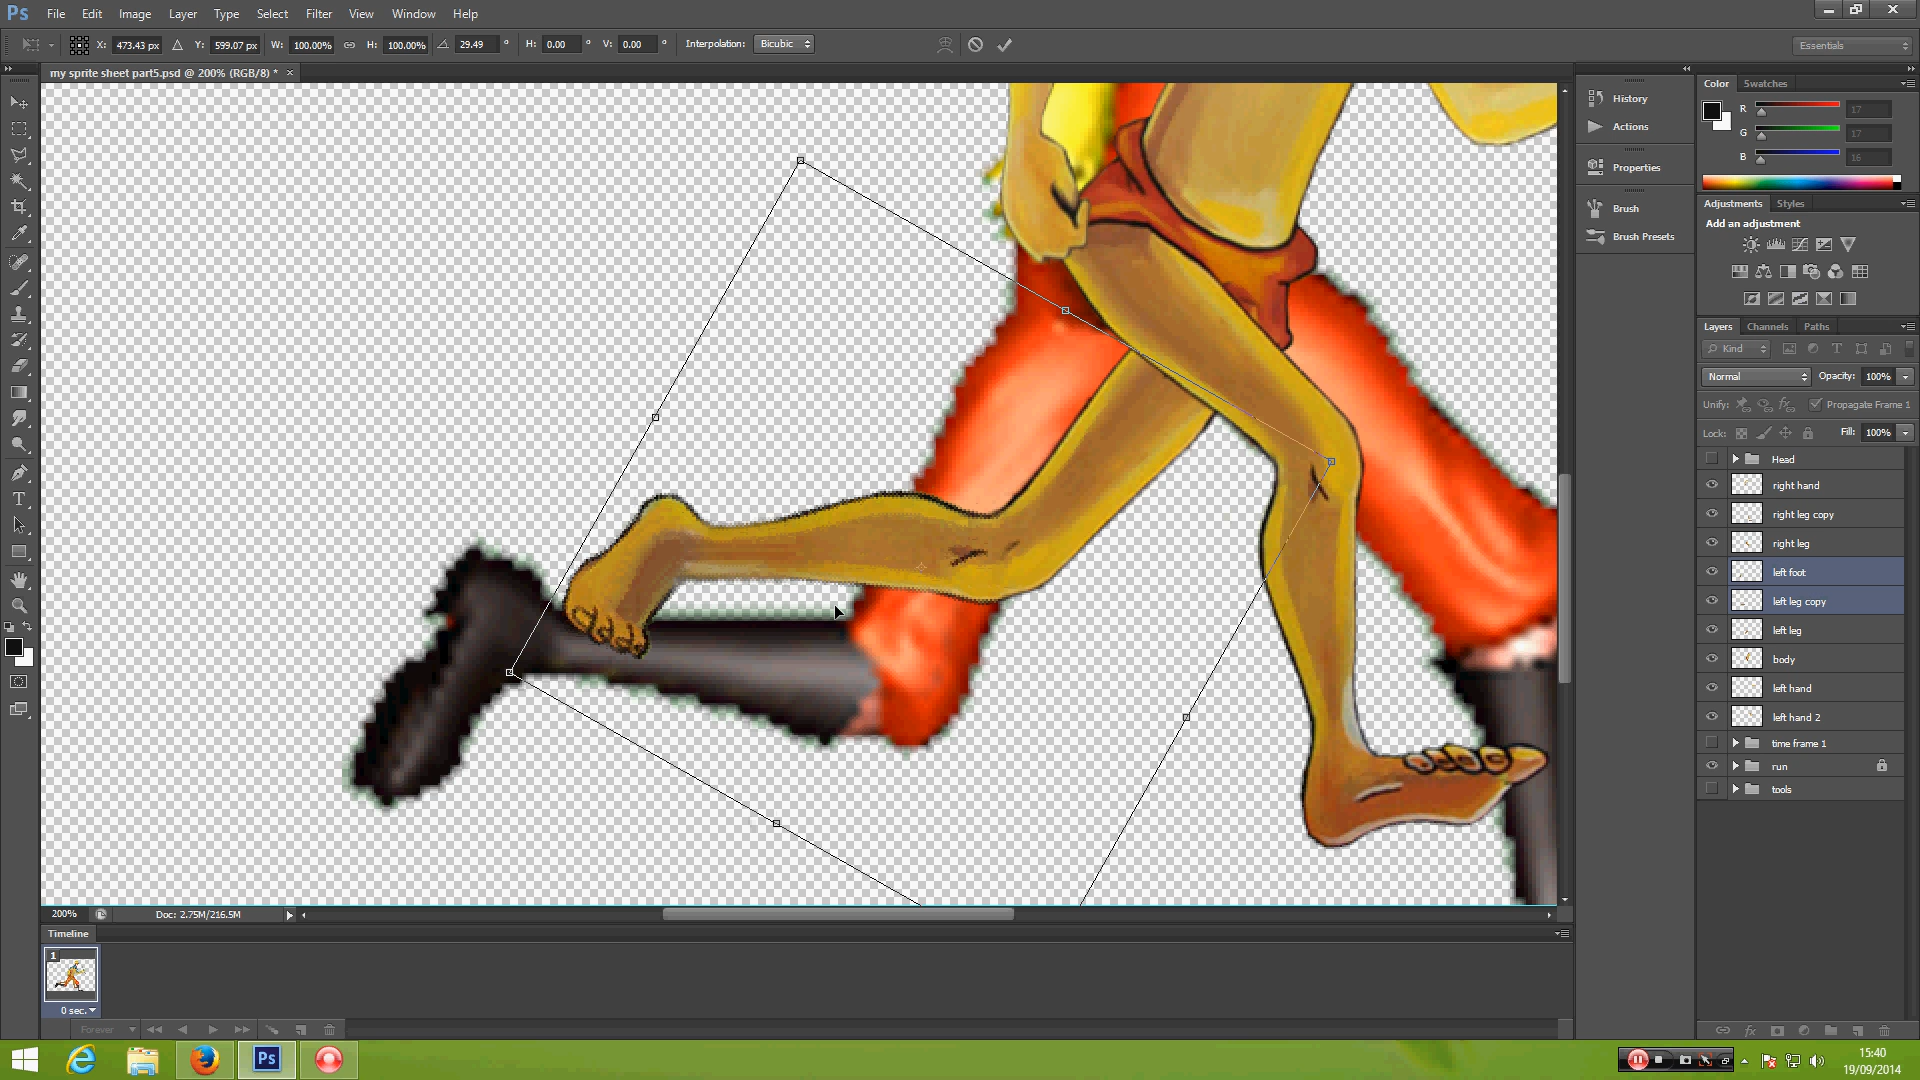 Ps File Edit Image Layer Type Select Filter View Window Help
X: 473.43 px Y: 599.07 px W: 100.00% H: 100.00% 29.49 ° H: 0.00 ° V: 0.00 ° Interpolation: Bicubic Essentials
my sprite sheet part5.psd @ 200% (RGB/8) * ×
History
Actions
Properties
Brush
Brush Presets
Color Swatches
R 17
G 17
B 16
Adjustments Styles
Add an adjustment
Layers Channels Paths
Kind
Normal Opacity: 100%
Unify: Propagate Frame 1
Lock: Fill: 100%
Head
right hand
right leg copy
right leg
left foot
left leg copy
left leg
body
left hand
left hand 2
time frame 1
run
tools
200% Doc: 2.75M/216.5M
Timeline
1
0 sec.
Forever
Ps
15:40
19/09/2014